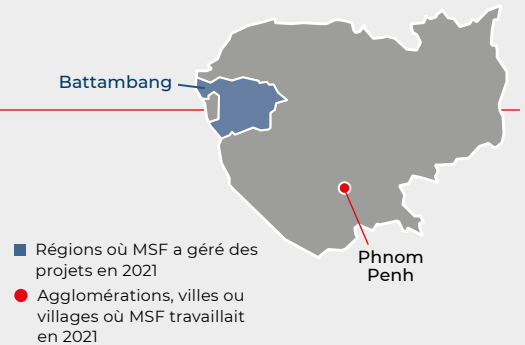 Battambang
Phnom
Penh
Régions où MSF a géré des
projets en 2021
Agglomérations, villes ou
villages où MSF travaillait
en 2021